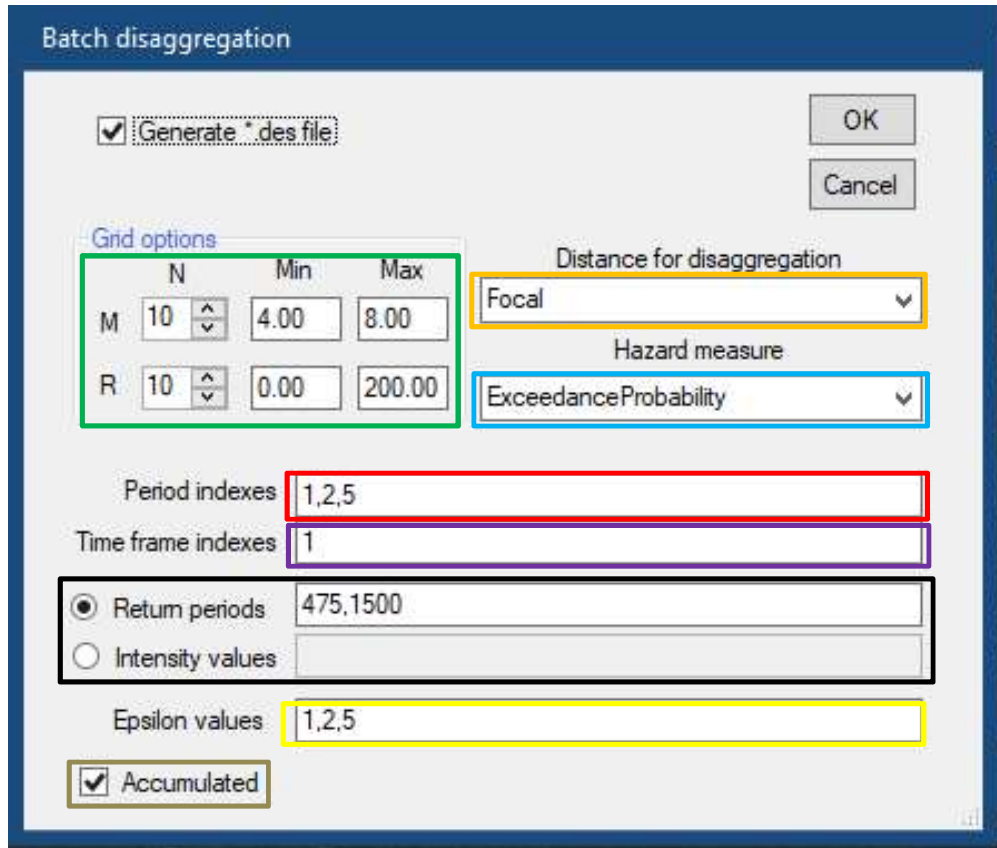 Batch disaggregation
Generate *.des file
OK
Cancel
Grid options
N Min Max
M 10 4.00 8.00
R 10 0.00 200.00
Distance for disaggregation
Focal
Hazard measure
ExceedanceProbability
Period indexes 1,2,5
Time frame indexes 1
Return periods 475,1500
Intensity values
Epsilon values 1,2,5
Accumulated